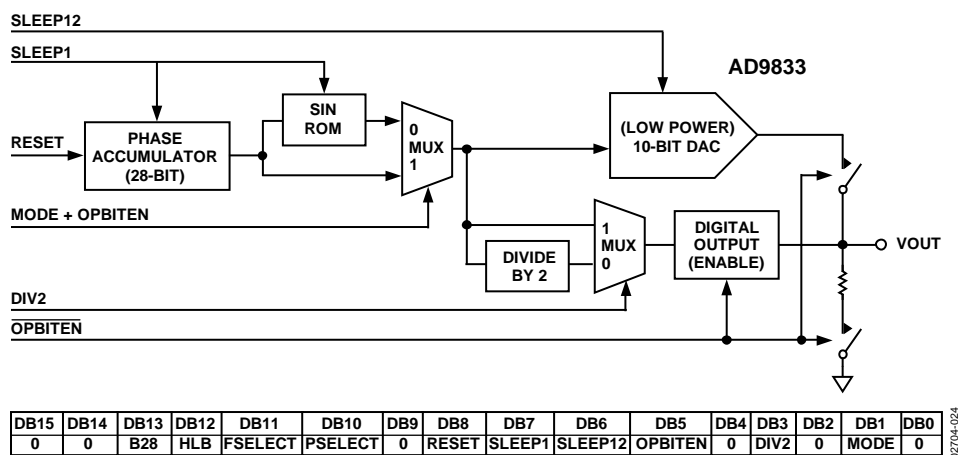 SLEEP12
SLEEP1
AD9833
RESET
PHASE
ACCUMULATOR
(28-BIT)
SIN
ROM
0
MUX
1
(LOW POWER)
10-BIT DAC
MODE + OPBITEN
DIVIDE
BY 2
1
MUX
0
DIGITAL
OUTPUT
(ENABLE)
VOUT
DIV2
OPBITEN
DB15 DB14 DB13 DB12 DB11 DB10 DB9 DB8 DB7 DB6 DB5 DB4 DB3 DB2 DB1 DB0
0 0 B28 HLB FSELECT PSELECT 0 RESET SLEEP1 SLEEP12 OPBITEN 0 DIV2 0 MODE 0
02704-024